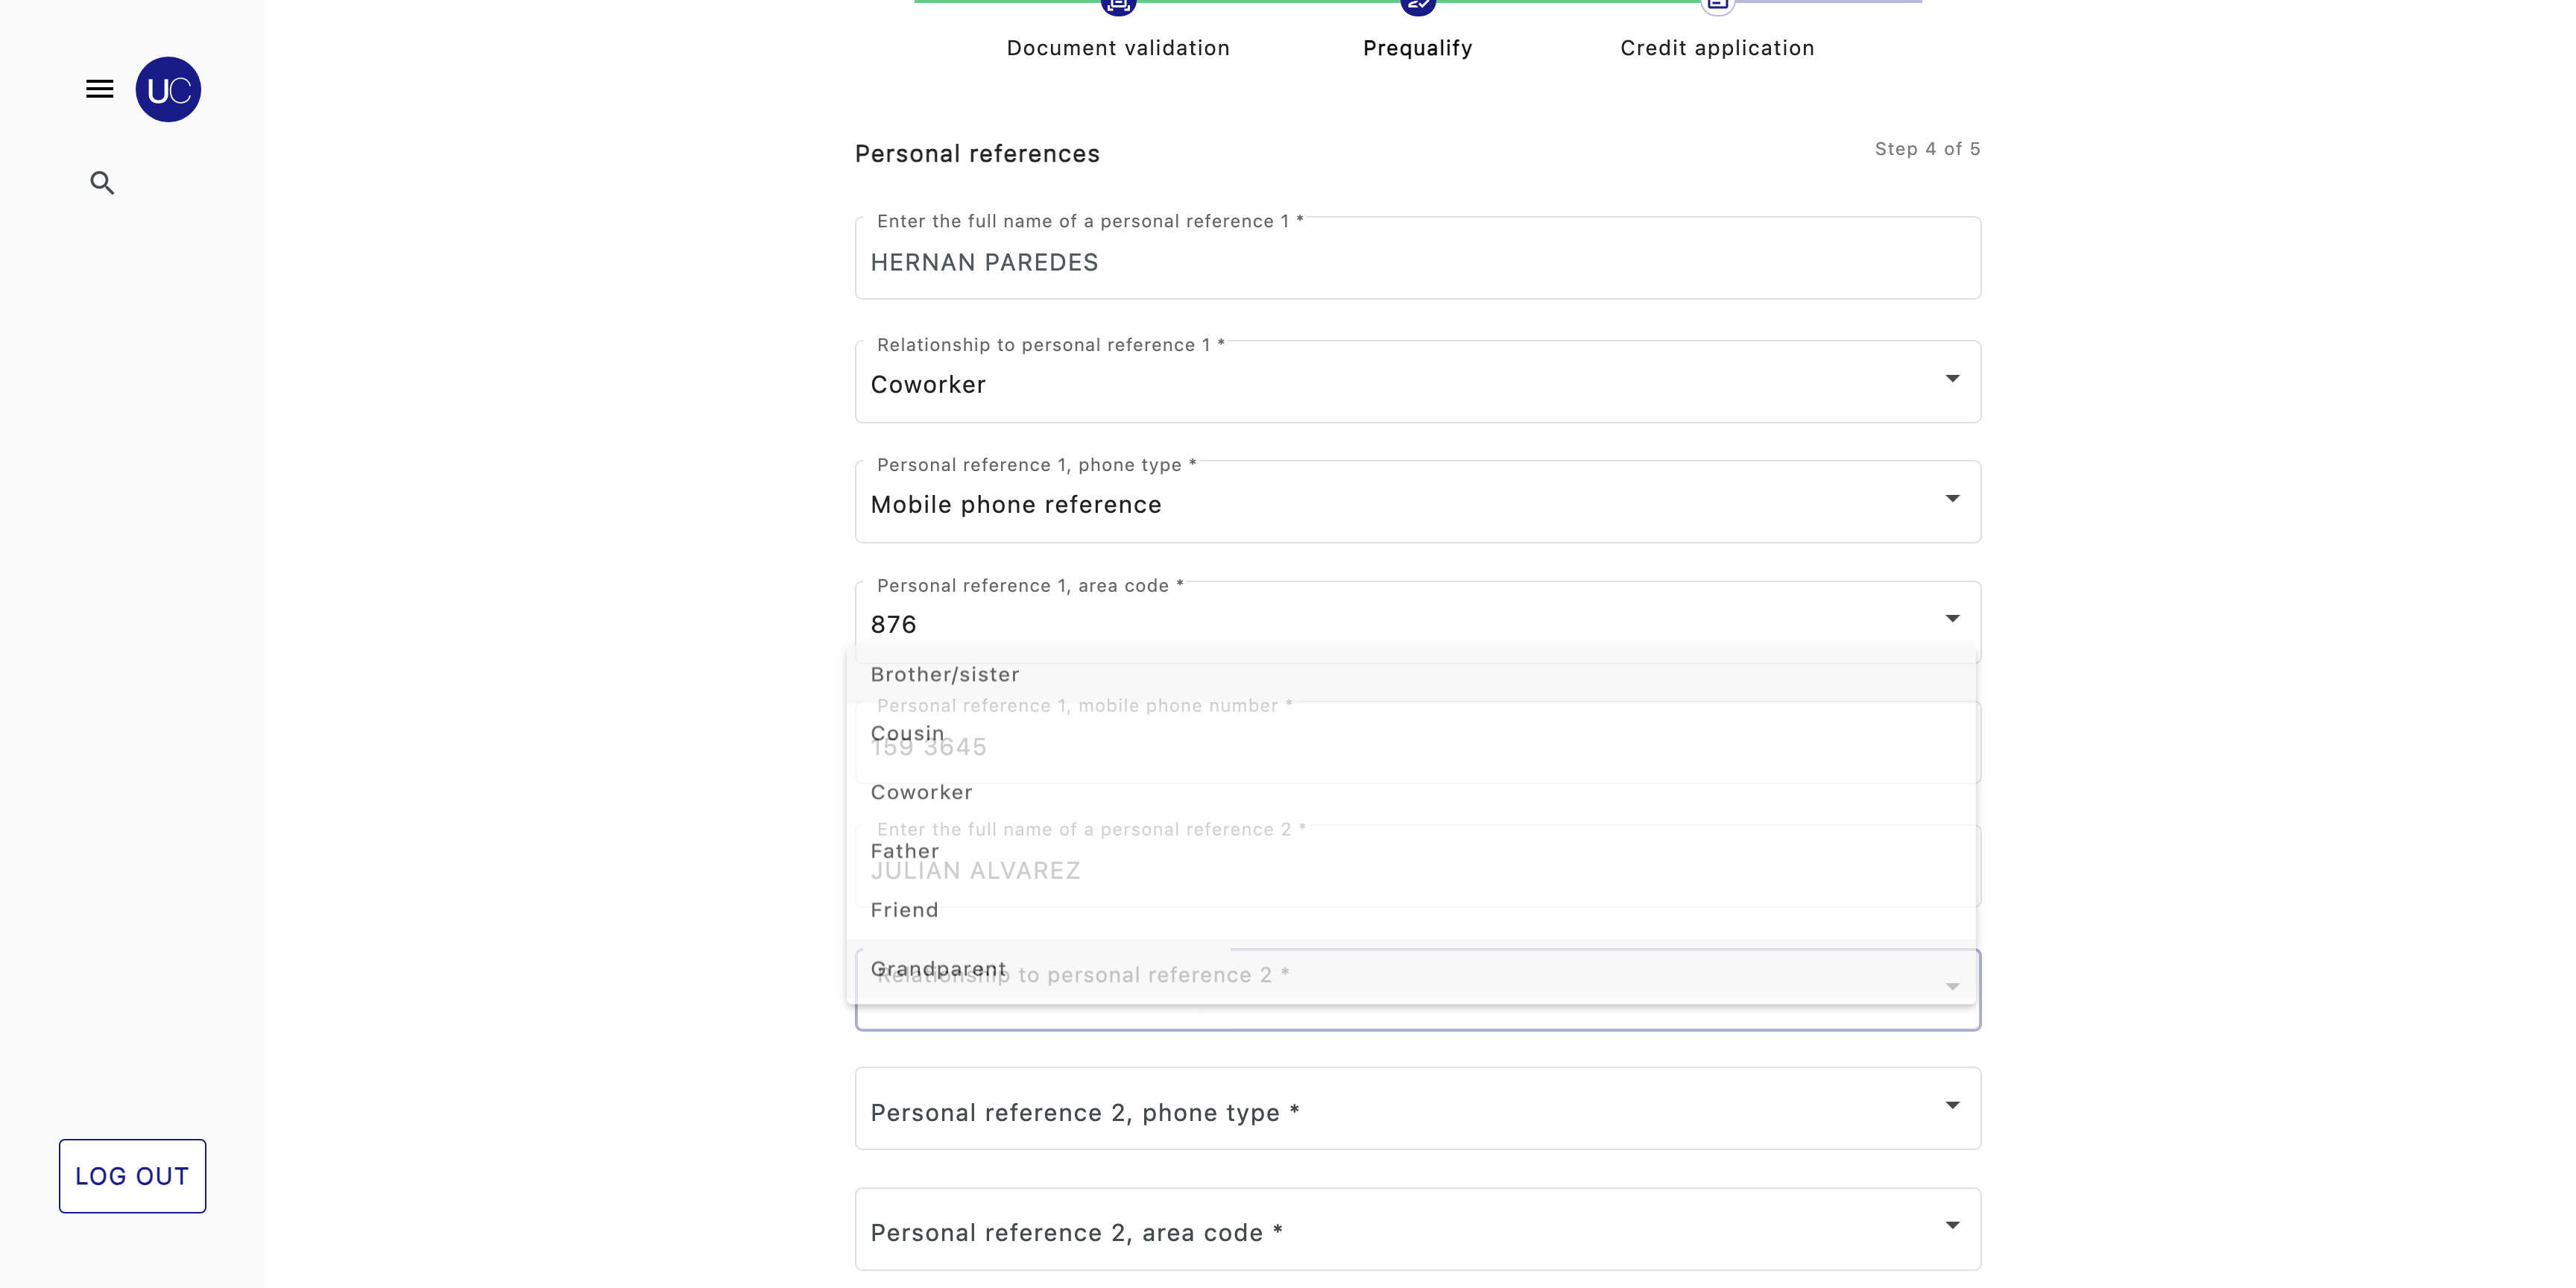 Document validation
Prequalify
Credit application
UC
Personal references
Step 4 of 5
Enter the full name of a personal reference 1 *
HERNAN PAREDES
Relationship to personal reference 1 *
Coworker
Personal reference 1, phone type *
Mobile phone reference
Personal reference 1, area code *
876
Brother/sister
Personal reference 1, mobile phone number *
Cousin
159 3645
Coworker
Enter the full name of a personal reference 2 *
Father
JULIAN ALVAREZ
Friend
Grandparent
Relationship to personal reference 2 *
Personal reference 2, phone type *
LOG OUT
Personal reference 2, area code *